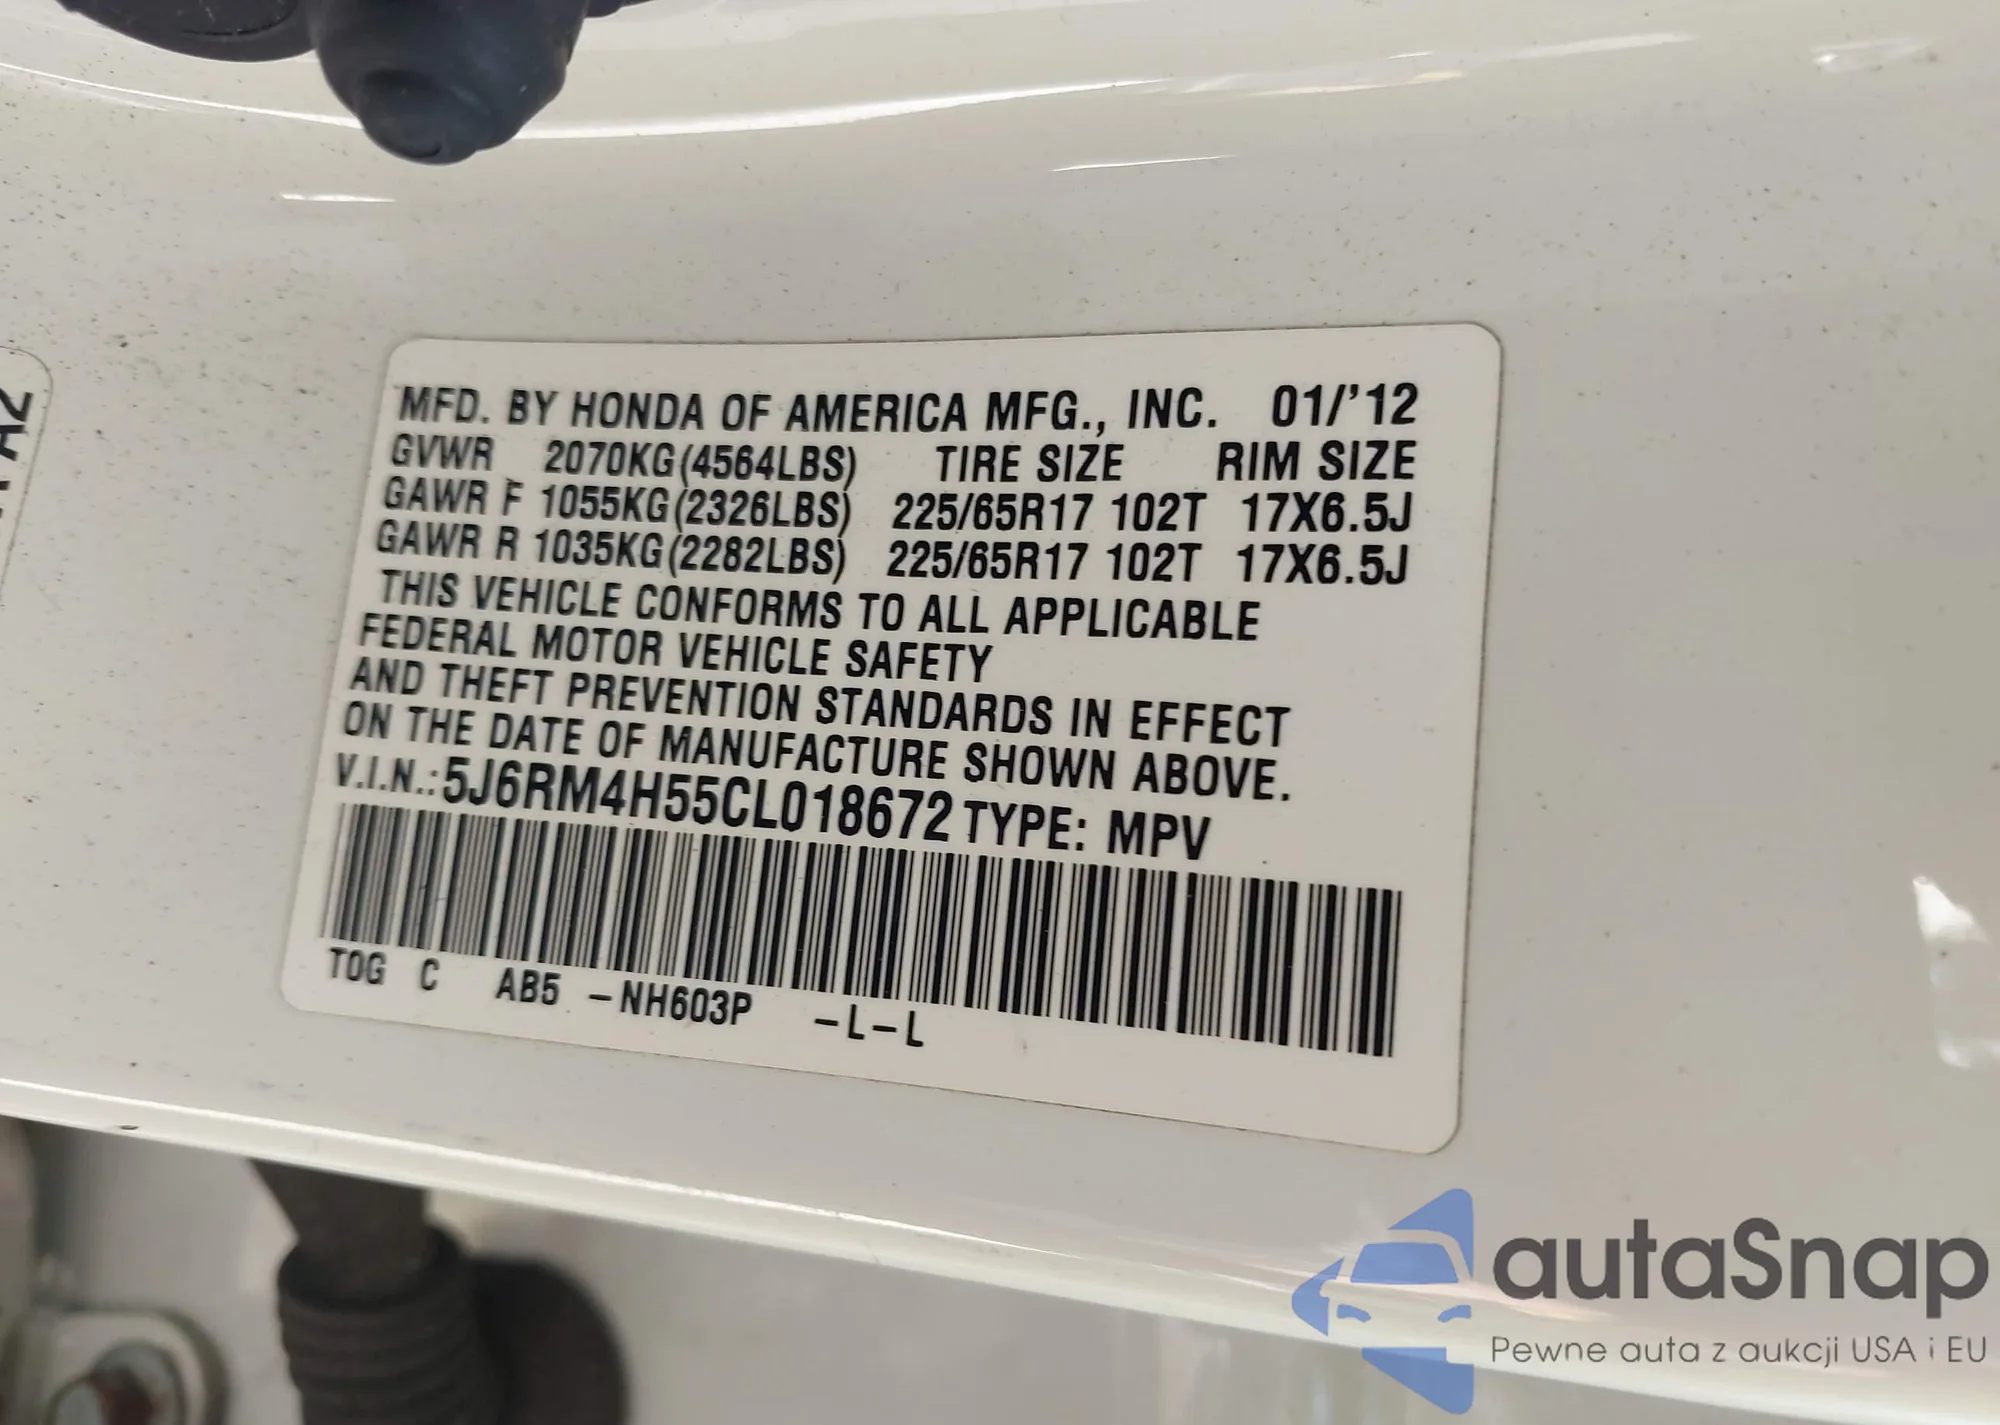 MFD. BY HONDA OF AMERICA MFG., INC. 01/'12
GVWR 2070KG(4564LBS) TIRE SIZE RIM SIZE
GAWR F 1055KG(2326LBS) 225/65R17 102T 17X6.5J
GAWR R 1035KG(2282LBS) 225/65R17 102T 17X6.5J
THIS VEHICLE CONFORMS TO ALL APPLICABLE
FEDERAL MOTOR VEHICLE SAFETY
AND THEFT PREVENTION STANDARDS IN EFFECT
ON THE DATE OF MANUFACTURE SHOWN ABOVE.
V.I.N.:5J6RM4H55CL018672 TYPE: MPV
T0G C AB5 -NH603P -L-L
A2
autaSnap
Pewne auta z aukcji USA i EU